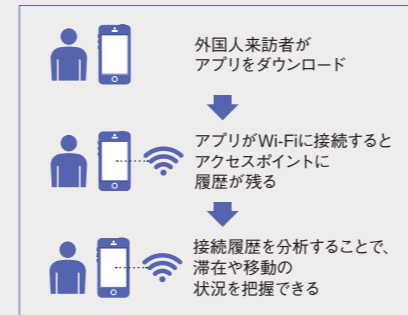 外国人来訪者が
アプリをダウンロード
アプリがWi-Fiに接続すると
アクセスポイントに
履歴が残る
接続履歴を分析することで、
滞在や移動の
状況を把握できる